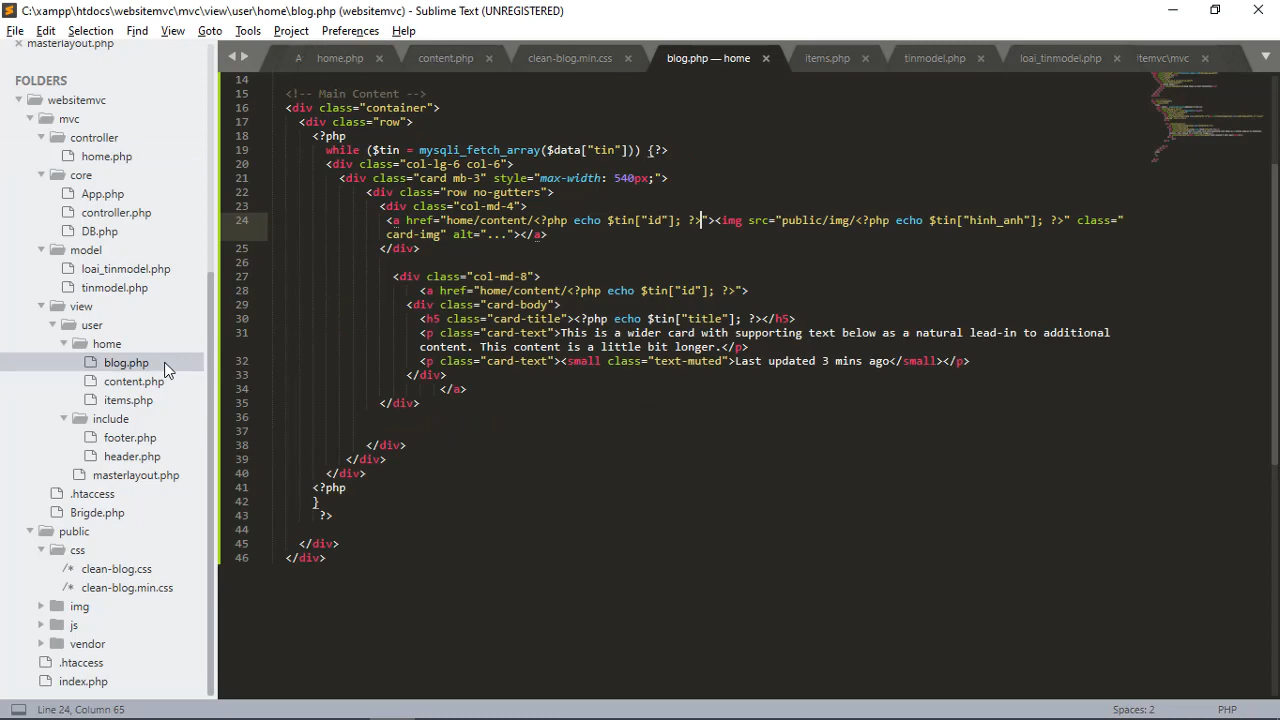 C:\xampp\htdocs\websitemvc\mvc\view\user\home\blog.php (websitemvc) - Sublime Text (UNREGISTERED)
File Edit Selection Find View Goto Tools Project Preferences Help
masterlayout.php
FOLDERS
websitemvc
mvc
controller
home.php
core
App.php
controller.php
DB.php
model
loai_tinmodel.php
tinmodel.php
view
user
home
blog.php
content.php
items.php
include
footer.php
header.php
masterlayout.php
.htaccess
Brigde.php
public
css
/* clean-blog.css
/* clean-blog.min.css
img
js
vendor
.htaccess
index.php
A home.php content.php clean-blog.min.css blog.php — home items.php tinmodel.php loai_tinmodel.php itemvc\mvc
14
15 <!-- Main Content -->
16 <div class="container">
17 <div class="row">
18 <?php
19 while ($tin = mysqli_fetch_array($data["tin"])) {?>
20 <div class="col-lg-6 col-6">
21 <div class="card mb-3" style="max-width: 540px;">
22 <div class="row no-gutters">
23 <div class="col-md-4">
24 <a href="home/content/<?php echo $tin["id"]; ?>"><img src="public/img/<?php echo $tin["hinh_anh"]; ?>" class="
card-img" alt="..."></a>
25 </div>
26
27 <div class="col-md-8">
28 <a href="home/content/<?php echo $tin["id"]; ?>">
29 <div class="card-body">
30 <h5 class="card-title"><?php echo $tin["title"]; ?></h5>
31 <p class="card-text">This is a wider card with supporting text below as a natural lead-in to additional
content. This content is a little bit longer.</p>
32 <p class="card-text"><small class="text-muted">Last updated 3 mins ago</small></p>
33 </div>
34 </a>
35 </div>
36
37
38 </div>
39 </div>
40 </div>
41 <?php
42 }
43 ?>
44
45 </div>
46 </div>
Line 24, Column 65
Spaces: 2
PHP